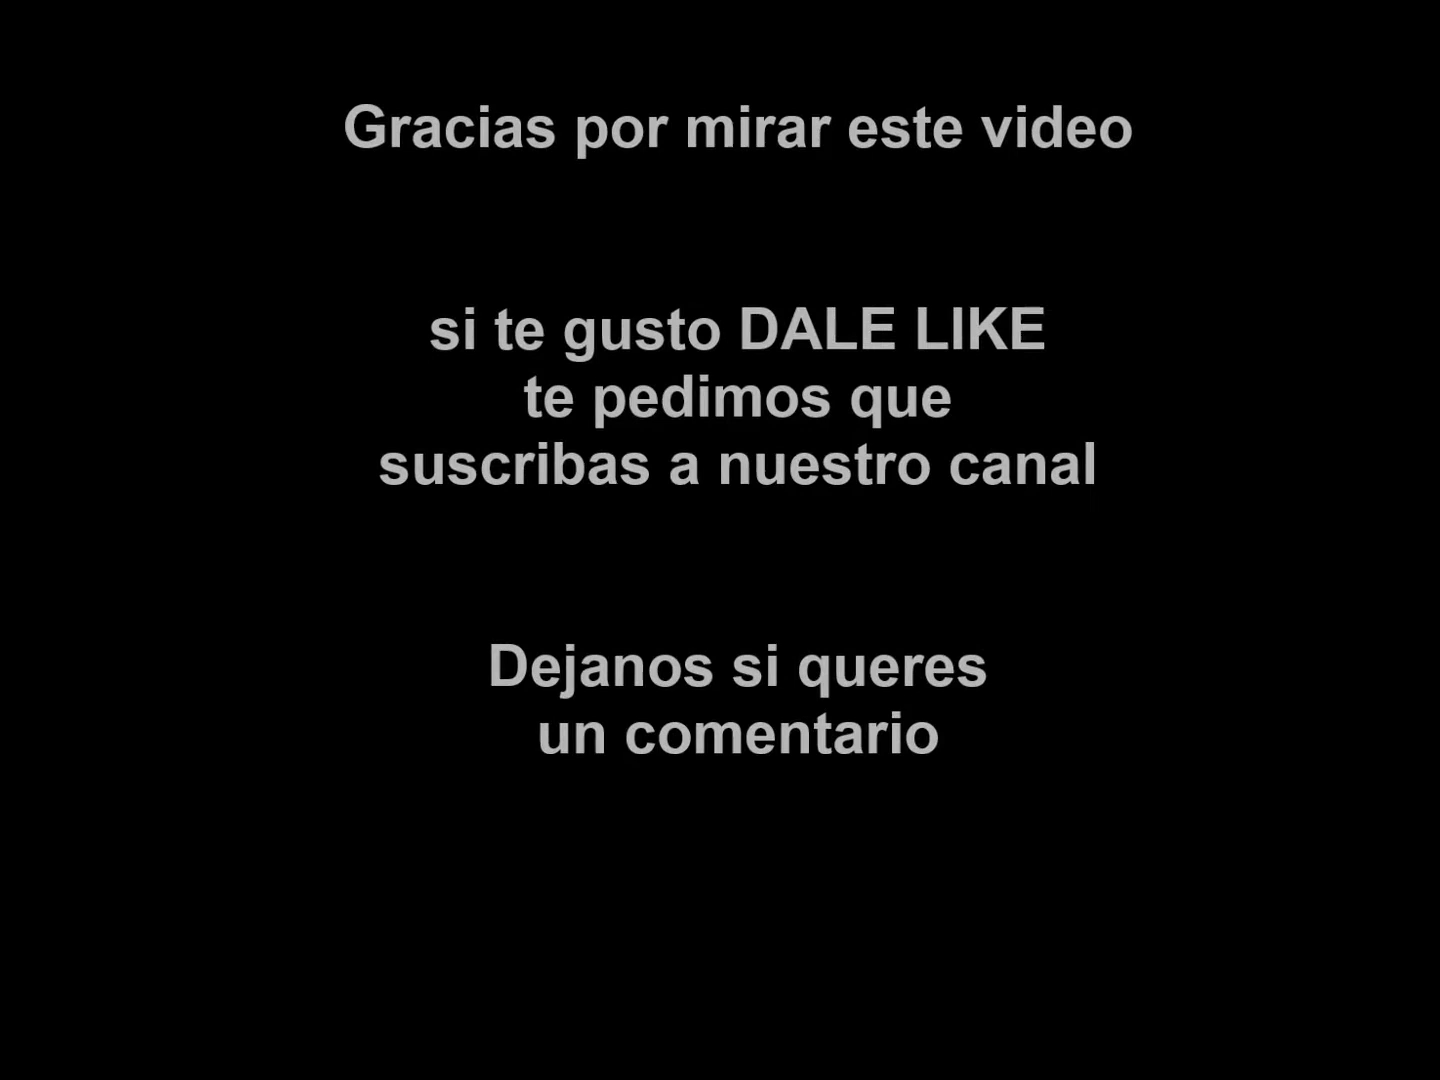 Gracias por mirar este video
si te gusto DALE LIKE
te pedimos que
suscribas a nuestro canal
Dejanos si queres
un comentario